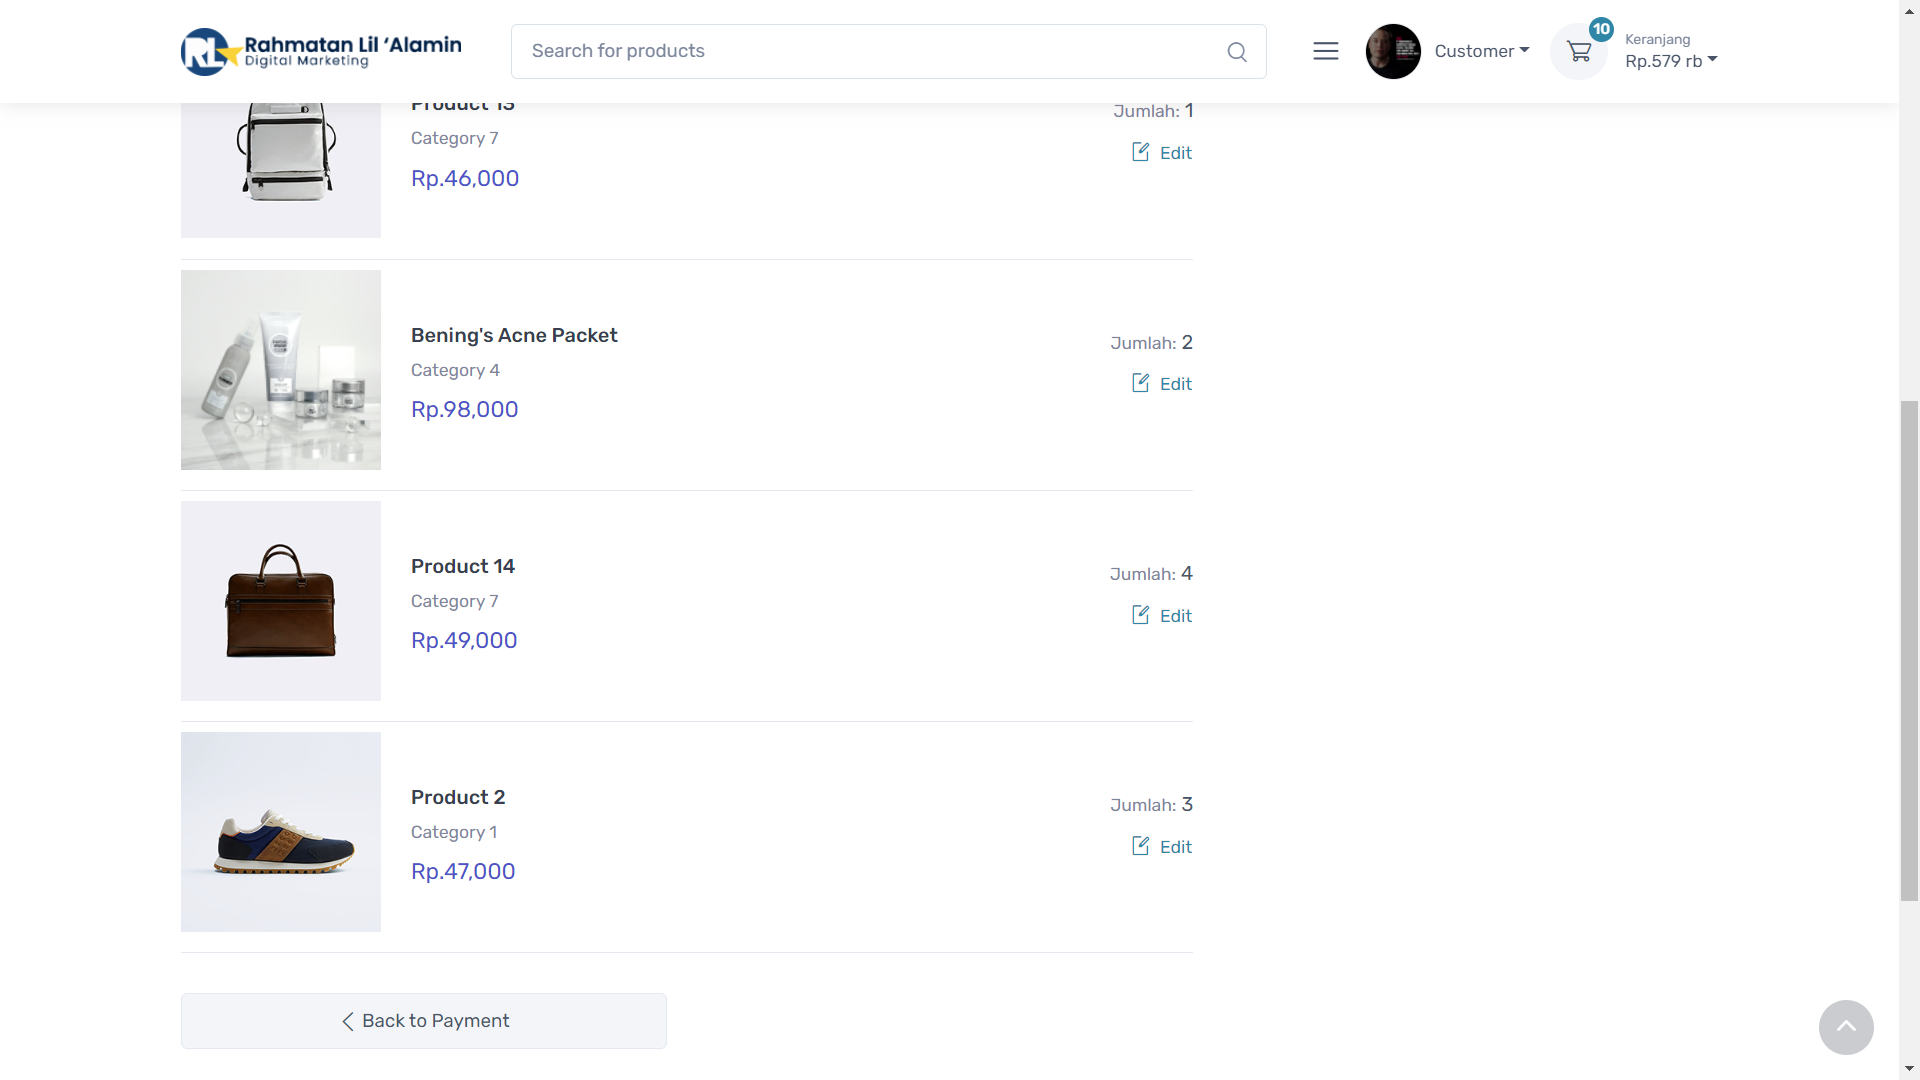 Rahmatan Lil ‘Alamin
Digital Marketing
Search for products
Customer
10
Keranjang
Rp.579 rb
Product 13
Category 7
Rp.46,000
Jumlah: 1
Edit
Bening's Acne Packet
Category 4
Rp.98,000
Jumlah: 2
Edit
Product 14
Category 7
Rp.49,000
Jumlah: 4
Edit
Product 2
Category 1
Rp.47,000
Jumlah: 3
Edit
Back to Payment